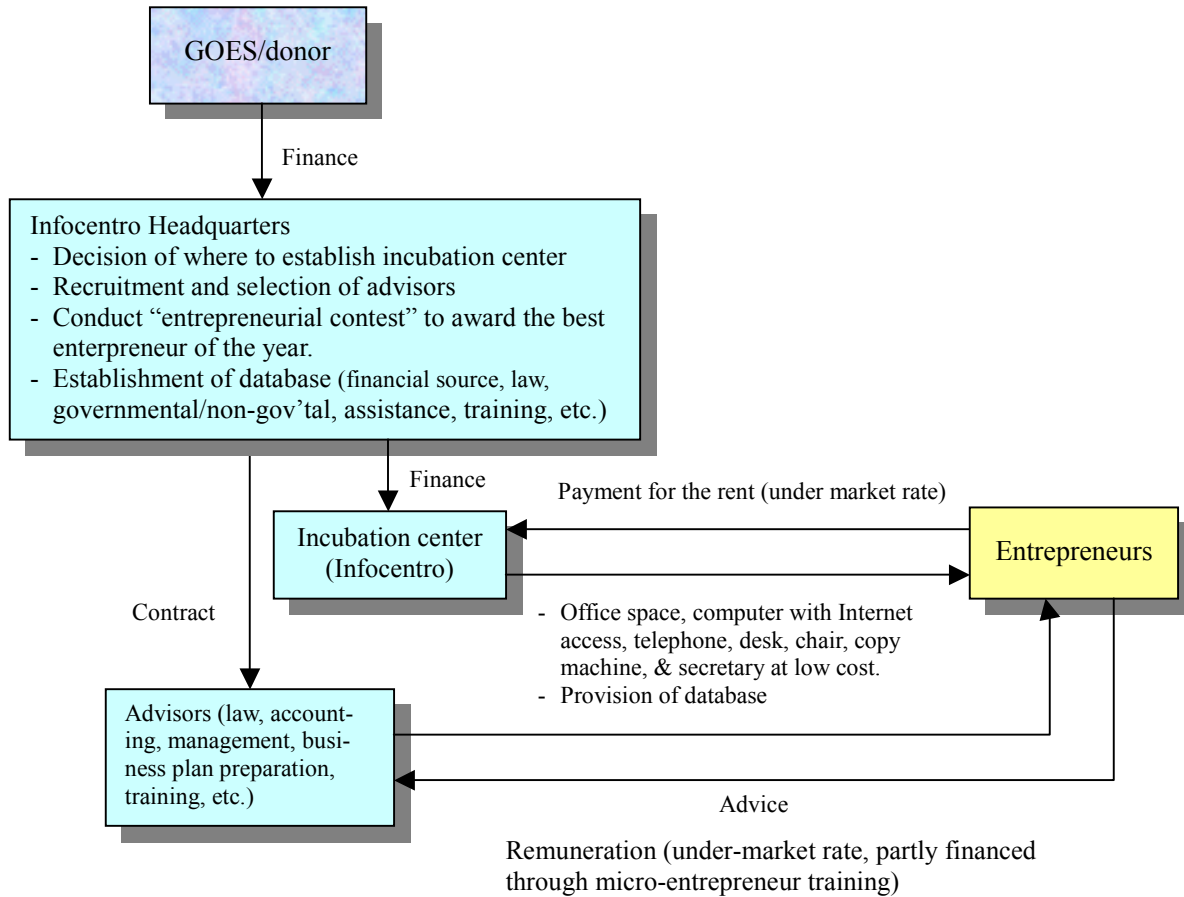 GOES/donor
Finance
Infocentro Headquarters
- Decision of where to establish incubation center
- Recruitment and selection of advisors
- Conduct “entrepreneurial contest” to award the best
enterpreneur of the year.
- Establishment of database (financial source, law,
governmental/non-gov’tal, assistance, training, etc.)
Finance
Payment for the rent (under market rate)
Incubation center
(Infocentro)
Entrepreneurs
Contract
- Office space, computer with Internet
access, telephone, desk, chair, copy
machine, & secretary at low cost.
- Provision of database
Advisors (law, account-
ing, management, busi-
ness plan preparation,
training, etc.)
Advice
Remuneration (under-market rate, partly financed
through micro-entrepreneur training)